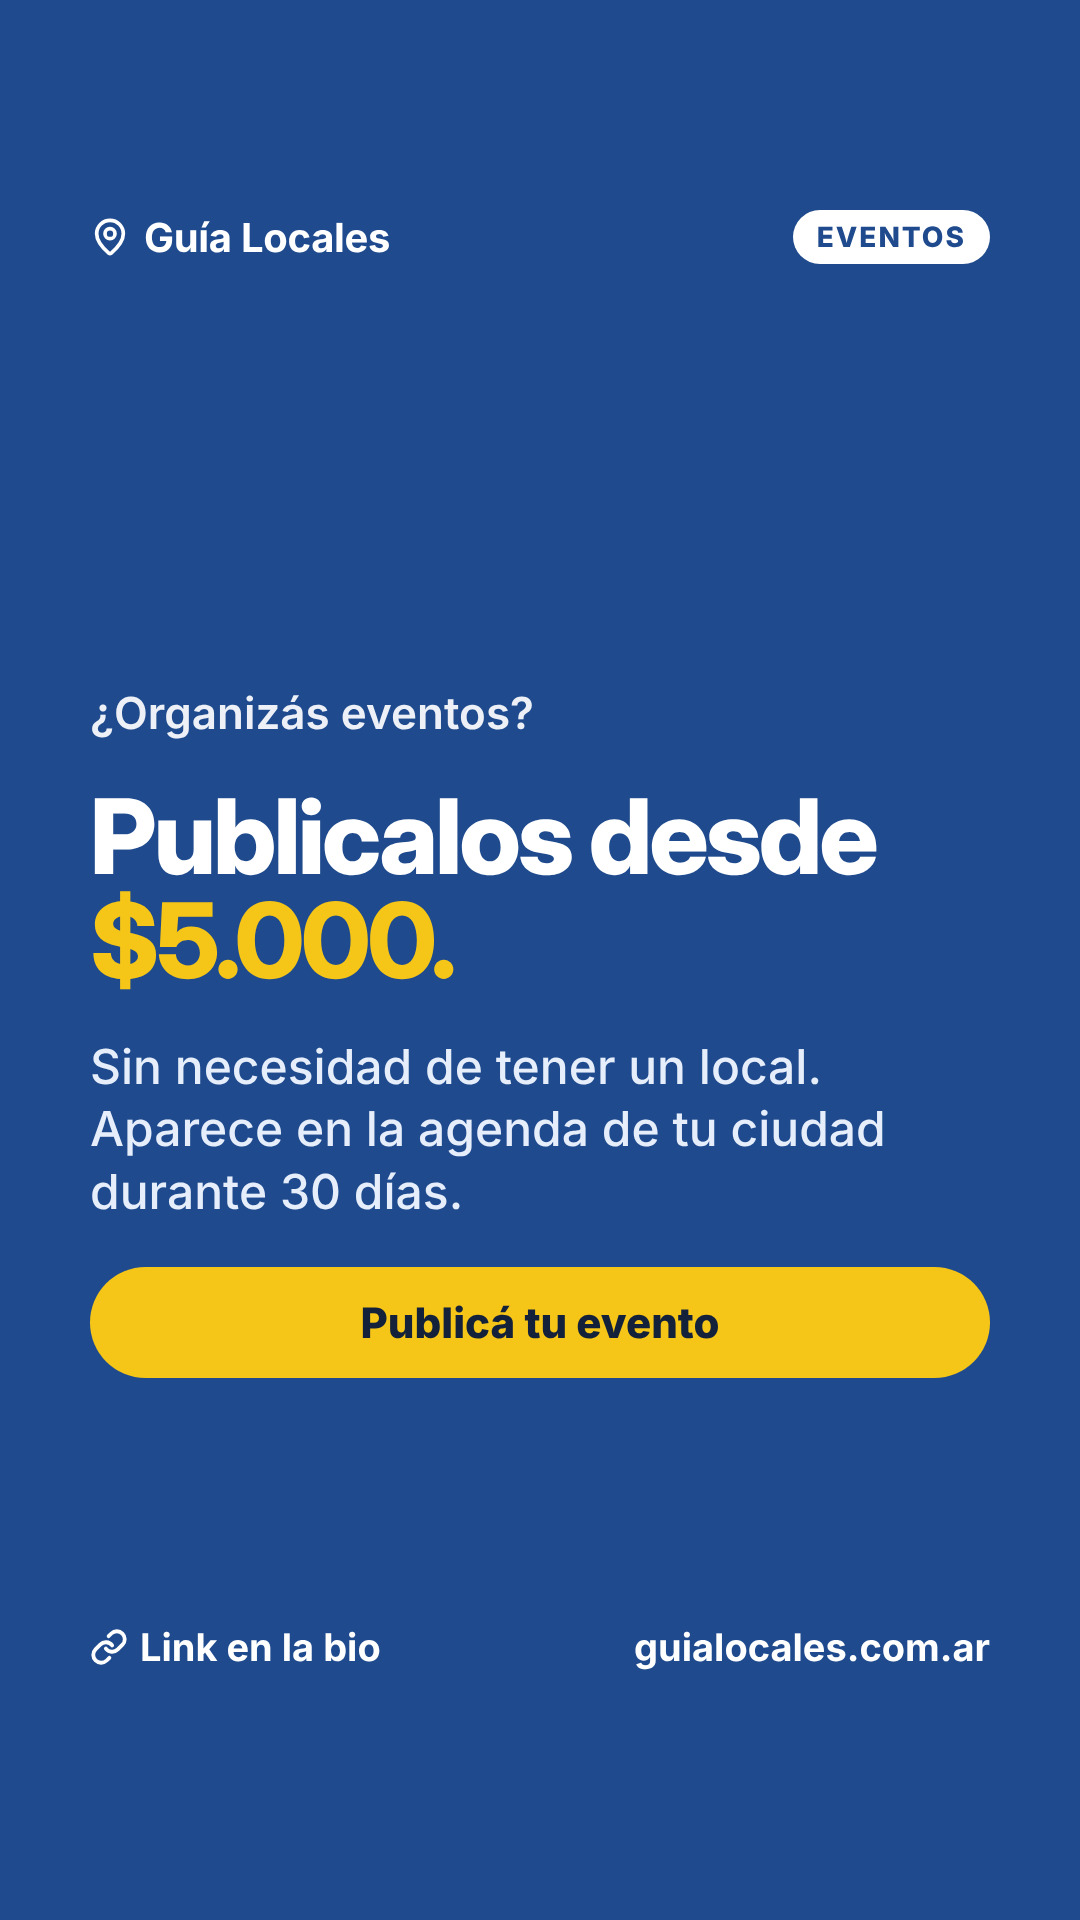 Guía Locales
EVENTOS
¿Organizás eventos?
Publicalos desde
$5.000.
Sin necesidad de tener un local.
Aparece en la agenda de tu ciudad
durante 30 días.
Publicá tu evento
Link en la bio
guialocales.com.ar